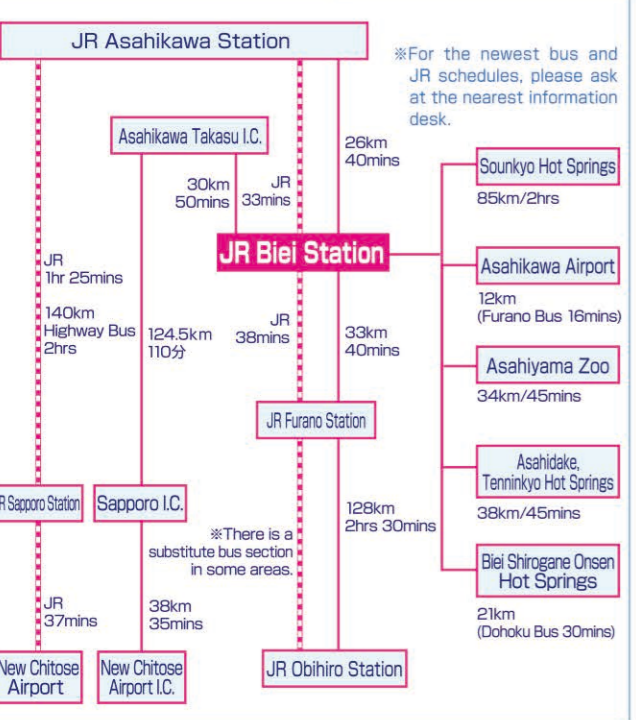 JR Asahikawa Station
※For the newest bus and
JR schedules, please ask
at the nearest information
desk.
Asahikawa Takasu I.C.
26km
40mins
30km
50mins
JR
33mins
JR Biei Station
Sounkyo Hot Springs
85km/2hrs
Asahikawa Airport
12km
(Furano Bus 16mins)
Asahiyama Zoo
34km/45mins
Asahidake,
Tenninkyo Hot Springs
38km/45mins
Biei Shirogane Onsen
Hot Springs
21km
(Dohoku Bus 30mins)
JR
1hr 25mins
140km
Highway Bus
2hrs
124.5km
110分
JR
38mins
33km
40mins
JR Furano Station
JR Sapporo Station
Sapporo I.C.
※There is a
substitute bus section
in some areas.
128km
2hrs 30mins
JR
37mins
38km
35mins
New Chitose
Airport
New Chitose
Airport I.C.
JR Obihiro Station